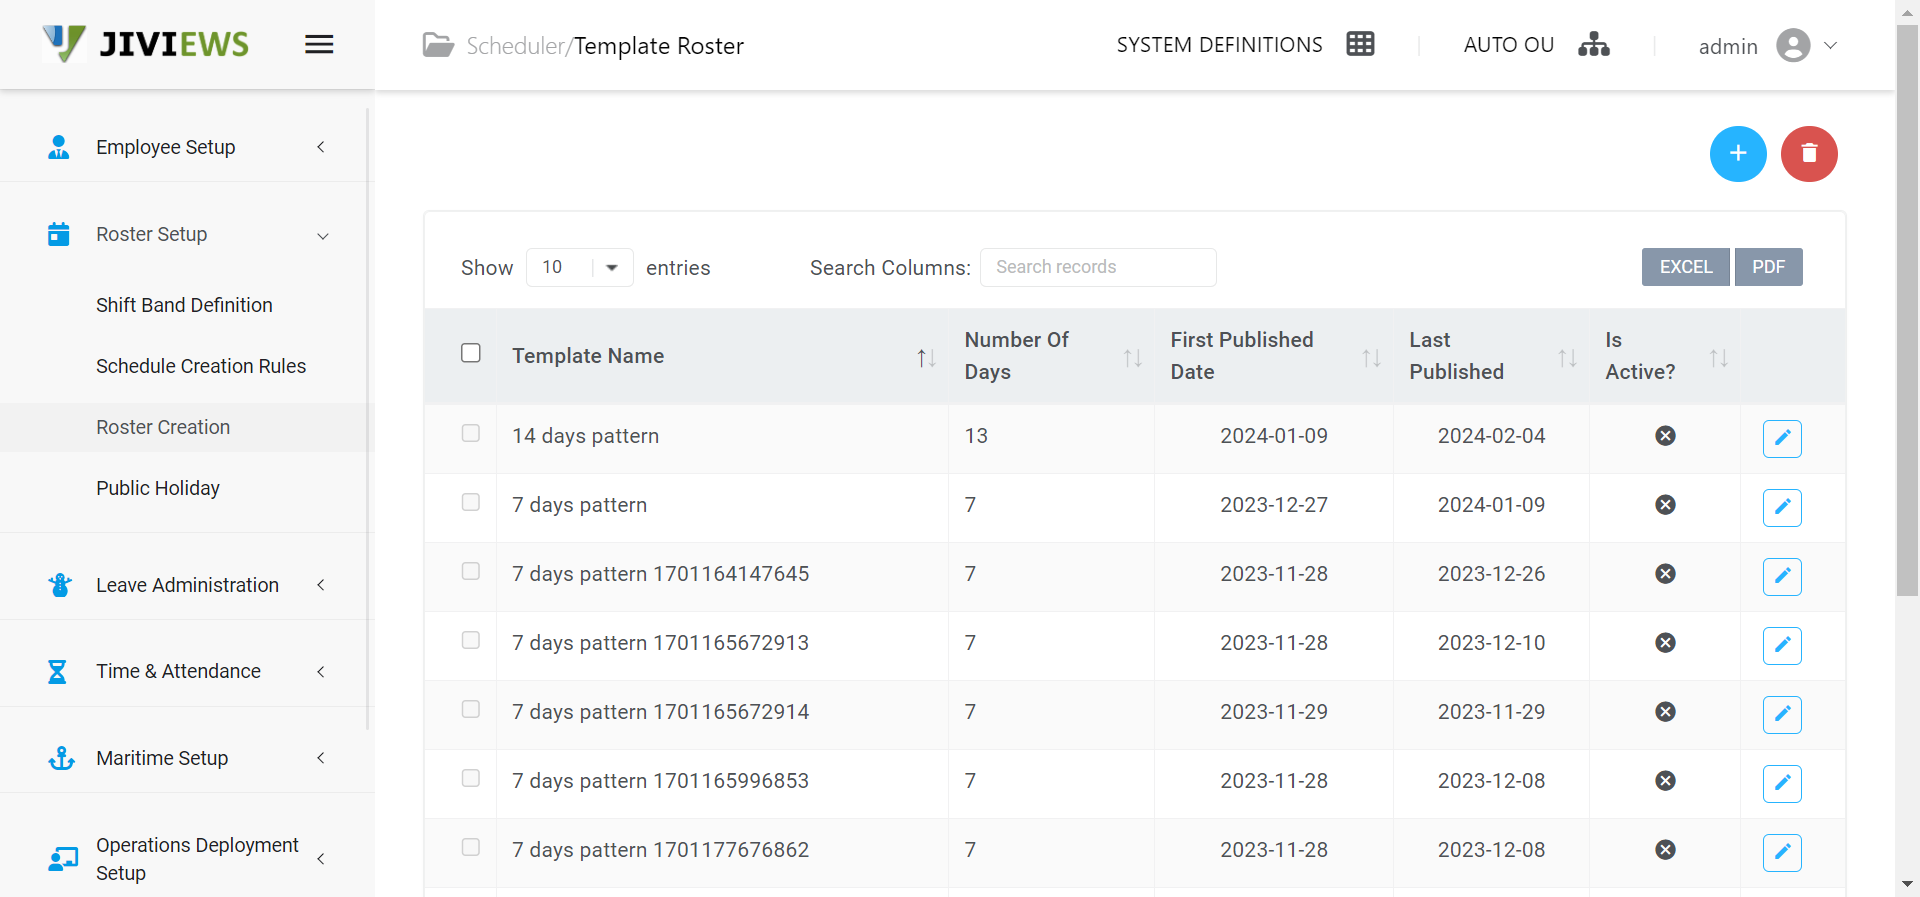 JIVIEWS
Scheduler/Template Roster
SYSTEM DEFINITIONS
AUTO OU
admin
Employee Setup
Roster Setup
Shift Band Definition
Schedule Creation Rules
Roster Creation
Public Holiday
Leave Administration
Time & Attendance
Maritime Setup
Operations Deployment
Setup
Show 10 entries
Search Columns: Search records
EXCEL PDF
Template Name
Number Of
Days
First Published
Date
Last
Published
Is
Active?
14 days pattern 13 2024-01-09 2024-02-04
7 days pattern 7 2023-12-27 2024-01-09
7 days pattern 1701164147645 7 2023-11-28 2023-12-26
7 days pattern 1701165672913 7 2023-11-28 2023-12-10
7 days pattern 1701165672914 7 2023-11-29 2023-11-29
7 days pattern 1701165996853 7 2023-11-28 2023-12-08
7 days pattern 1701177676862 7 2023-11-28 2023-12-08